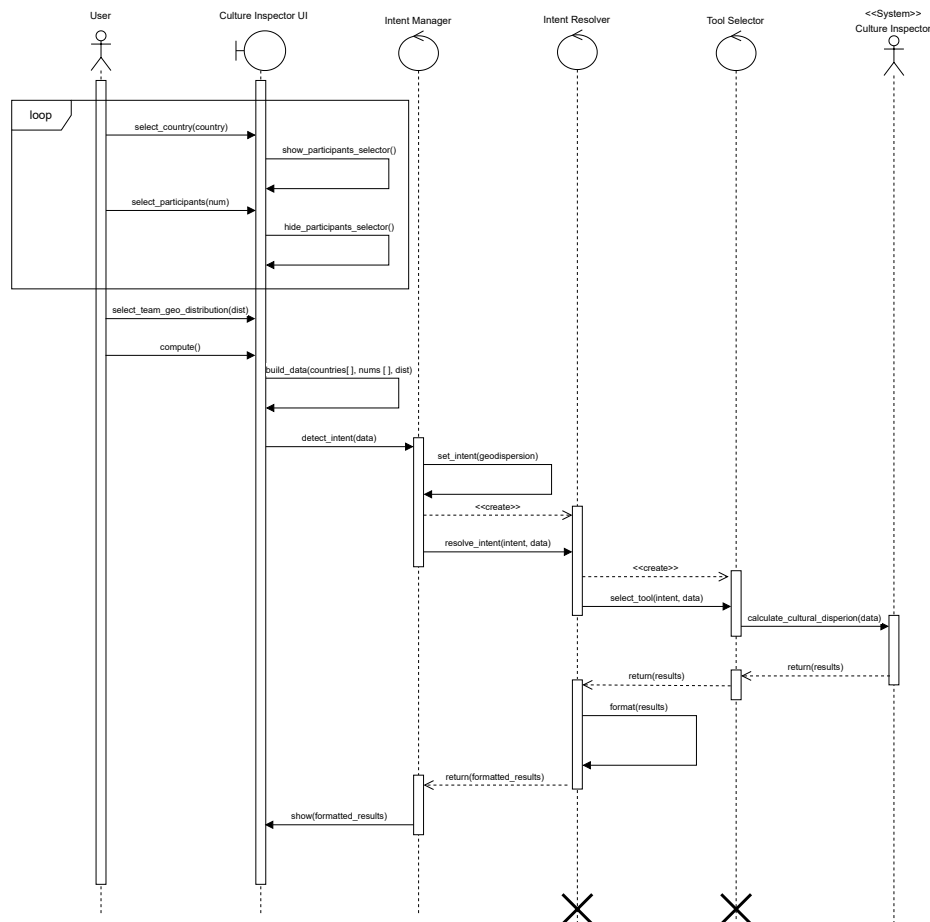 User
Culture Inspector UI
Intent Manager
Intent Resolver
Tool Selector
<<System>>
Culture Inspector
loop
select_country(country)
show_participants_selector()
select_participants(num)
hide_participants_selector()
select_team_geo_distribution(dist)
compute()
build_data(countries[ ], nums [ ], dist)
detect_intent(data)
set_intent(geodispersion)
<<create>>
resolve_intent(intent, data)
<<create>>
select_tool(intent, data)
calculate_cultural_disperion(data)
return(results)
return(results)
format(results)
return(formatted_results)
show(formatted_results)